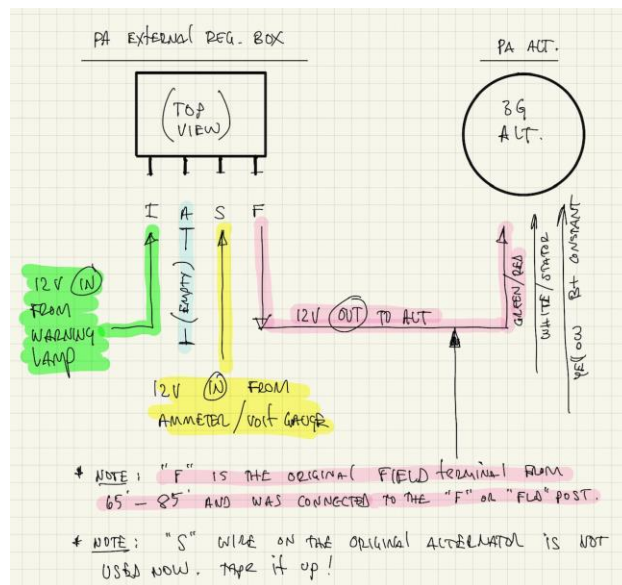 PA EXTERNAL REG. BOX
PA ALT.
(TOP
VIEW)
3G
ALT.
I A S F
12V IN
FROM
WARNING
LAMP
(EMPTY)
12V OUT TO ALT
GREEN/RED
WHITE/STATOR
YELLOW B+ CONSTANT
12V IN FROM
AMMETER/VOLT GAUGE
* NOTE: "F" IS THE ORIGINAL FIELD TERMINAL FROM
65' - 85' AND WAS CONNECTED TO THE "F" OR "FLD" POST.
* NOTE: "S" WIRE ON THE ORIGINAL ALTERNATOR IS NOT
USED NOW. TAPE IT UP!